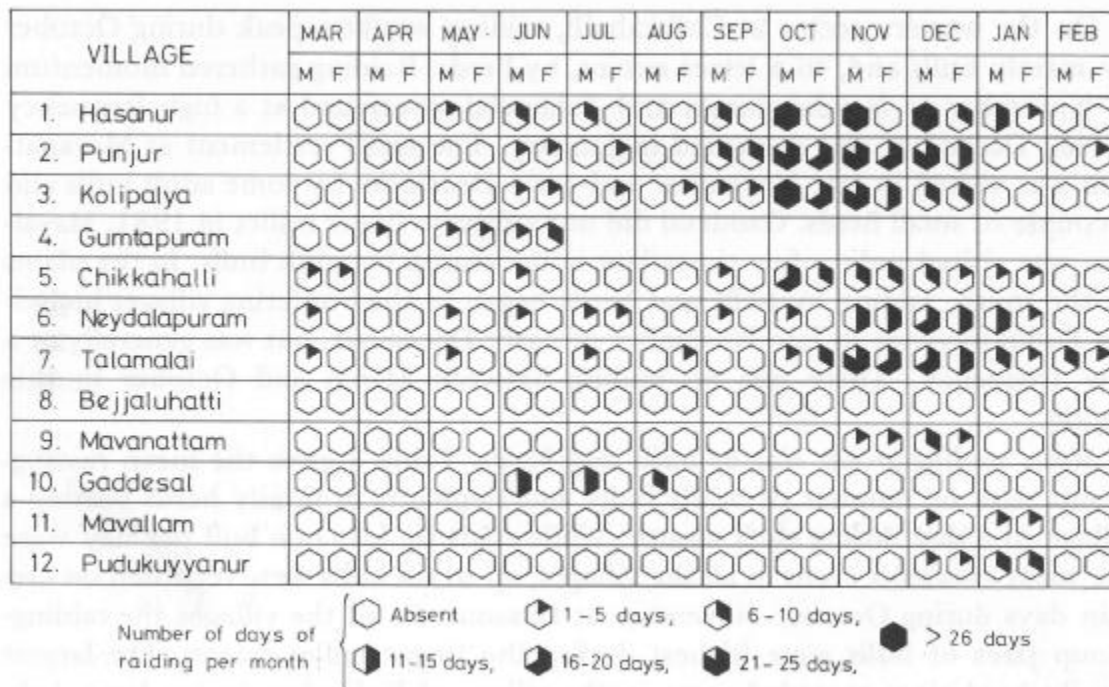 VILLAGE MAR APR MAY JUN JUL AUG SEP OCT NOV DEC JAN FEB
M F M F M F M F M F M F M F M F M F M F M F M F
1. Hasanur
2. Punjur
3. Kolipalya
4. Gumtapuram
5. Chikkahalli
6. Neydalapuram
7. Talamalai
8. Bejjaluhatti
9. Mavanattam
10. Gaddesal
11. Mavallam
12. Pudukuyyanur
Number of days of raiding per month
Absent 1-5 days, 6-10 days, > 26 days
11-15 days, 16-20 days, 21-25 days,